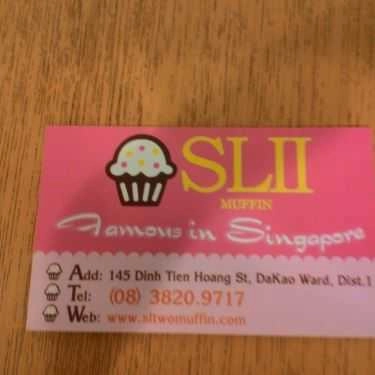 SLII
MUFFIN
Famous in Singapore
Add: 145 Dinh Tien Hoang St, DaKao Ward, Dist.1
Tel: (08) 3820.9717
Web: www.sltwomuffin.com